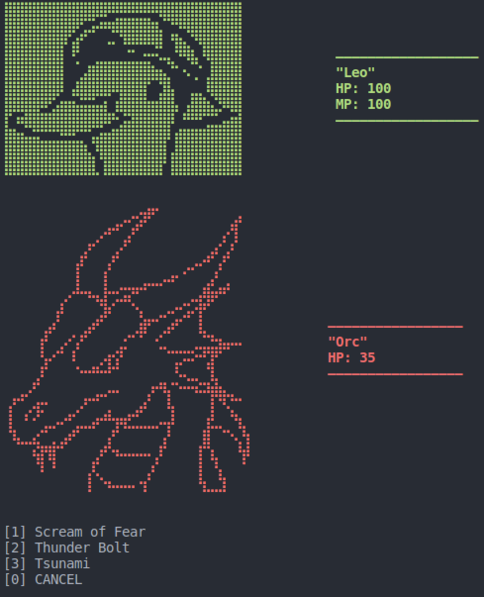 "Leo"
HP: 100
MP: 100
"Orc"
HP: 35
[1] Scream of Fear
[2] Thunder Bolt
[3] Tsunami
[0] CANCEL